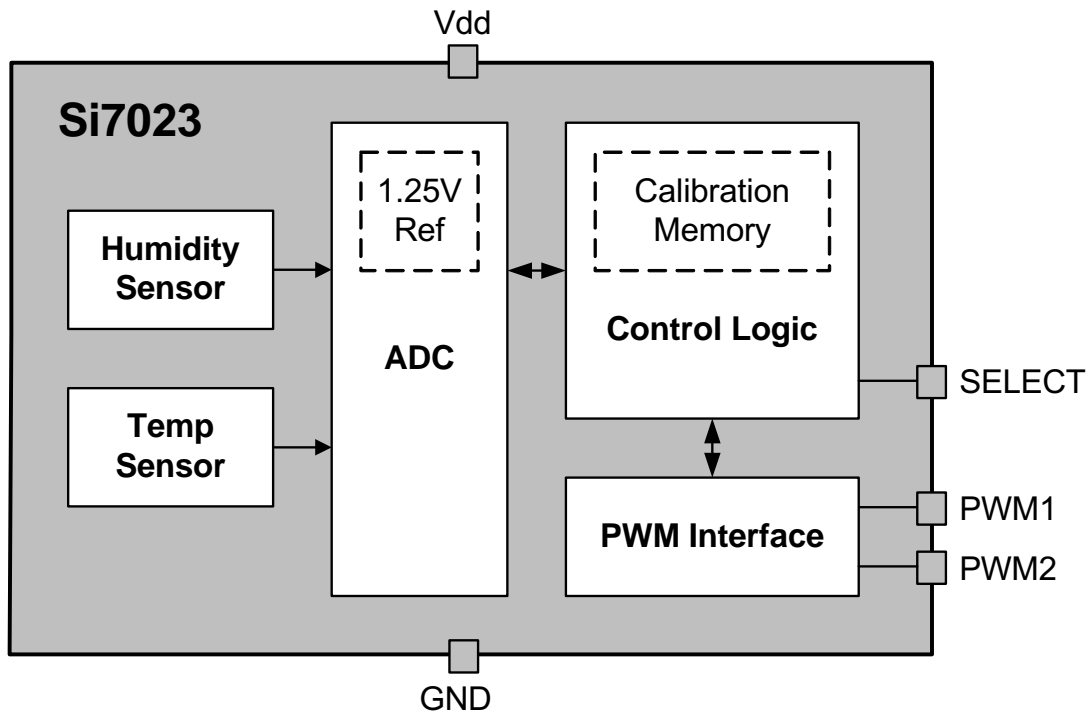 Vdd
Si7023
1.25V
Ref
Calibration
Memory
Humidity
Sensor
ADC
Control Logic
SELECT
Temp
Sensor
PWM Interface
PWM1
PWM2
GND